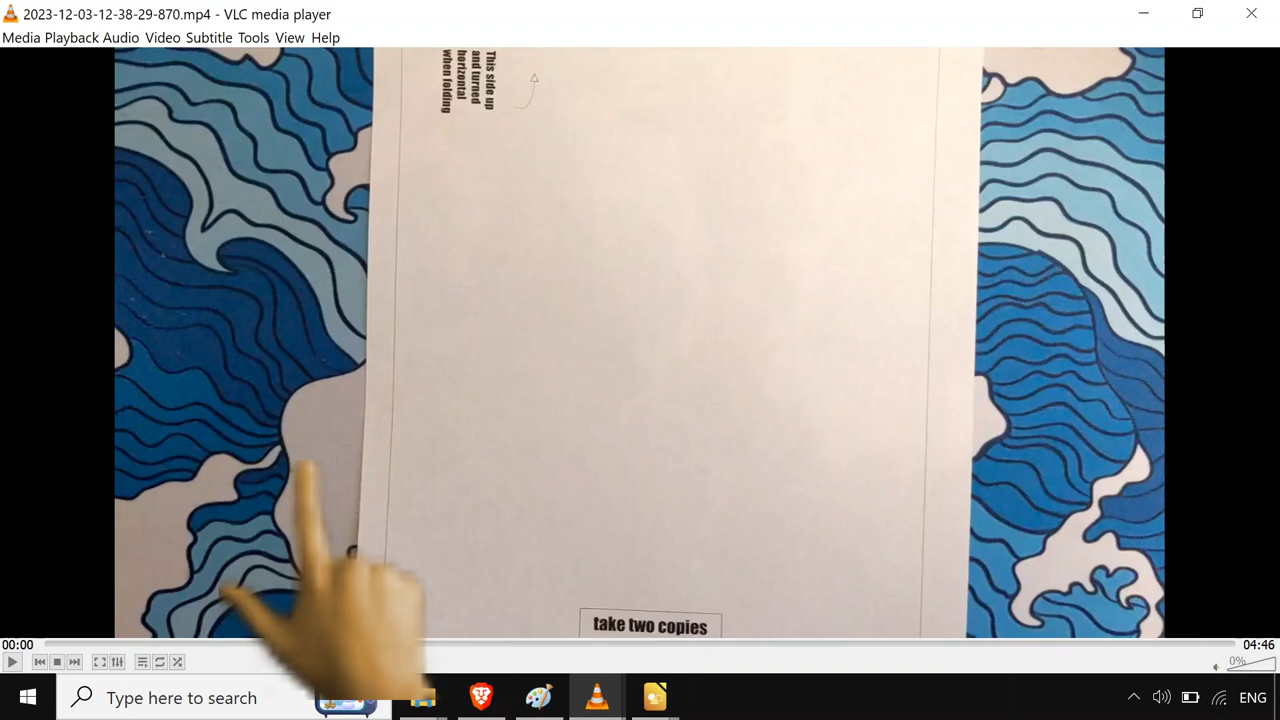 2023-12-03-12-38-29-870.mp4 - VLC media player
Media Playback Audio Video Subtitle Tools View Help
This side up
and turned
horizontal
when folding
take two copies
00:00
04:46
0%
Type here to search
ENG